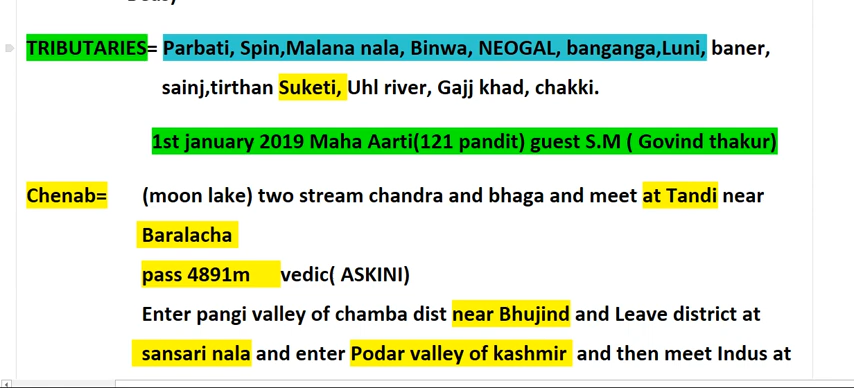 TRIBUTARIES= Parbati, Spin,Malana nala, Binwa, NEOGAL, banganga,Luni, baner,
sainj,tirthan Suketi, Uhl river, Gajj khad, chakki.
1st january 2019 Maha Aarti(121 pandit) guest S.M ( Govind thakur)
Chenab= (moon lake) two stream chandra and bhaga and meet at Tandi near
Baralacha
pass 4891m vedic( ASKINI)
Enter pangi valley of chamba dist near Bhujind and Leave district at
sansari nala and enter Podar valley of kashmir and then meet Indus at